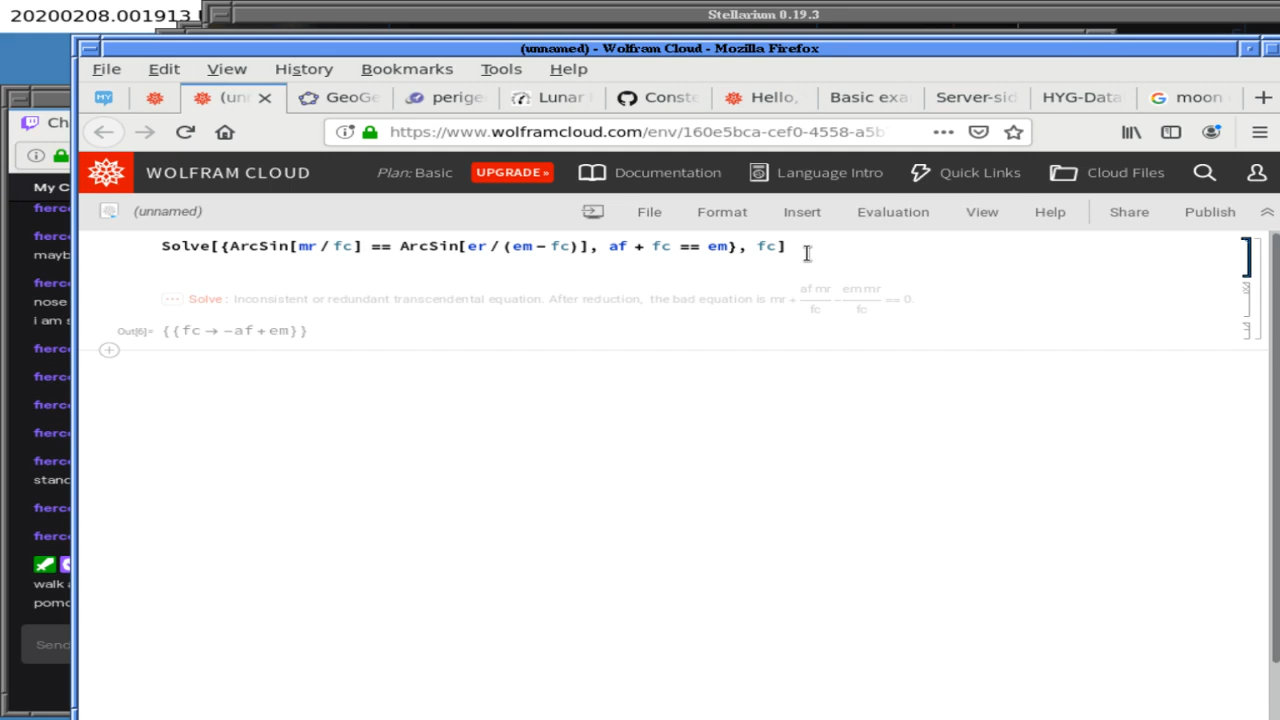 20200208.001913
Stellarium 0.19.3
(unnamed) - Wolfram Cloud - Mozilla Firefox
File Edit View History Bookmarks Tools Help
(unn GeoGe perige Lunar Conste Hello, Basic exa Server-sid HYG-Data moon
Ch
https://www.wolframcloud.com/env/160e5bca-cef0-4558-a5b
WOLFRAM CLOUD Plan: Basic UPGRADE» Documentation Language Intro Quick Links Cloud Files
My C
(unnamed) File Format Insert Evaluation View Help Share Publish
fierce
Solve[{ArcSin[mr / fc] == ArcSin[er / (em - fc)], af + fc == em}, fc]
fierce
mayb
Solve : Inconsistent or redundant transcendental equation. After reduction, the bad equation is mr + af mr/fc - em mr/fc == 0.
nose
i am s
Out[6]= {{fc → -af + em}}
fierce
fierce
fierce
fierce
fierce
stand
fierce
fierce
walk a
pomo
Send